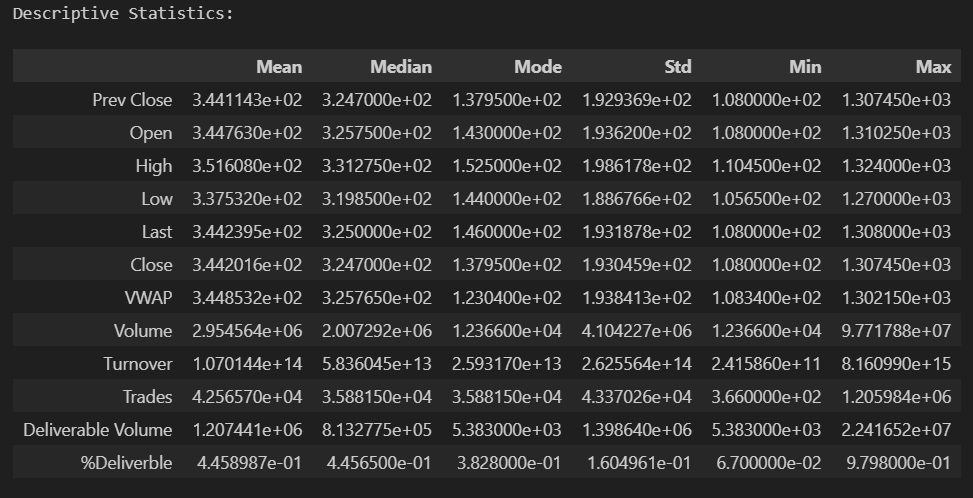 Descriptive Statistics:
Mean Median Mode Std Min Max
Prev Close 3.441143e+02 3.247000e+02 1.379500e+02 1.929369e+02 1.080000e+02 1.307450e+03
Open 3.447630e+02 3.257500e+02 1.430000e+02 1.936200e+02 1.080000e+02 1.310250e+03
High 3.516080e+02 3.312750e+02 1.525000e+02 1.986178e+02 1.104500e+02 1.324000e+03
Low 3.375320e+02 3.198500e+02 1.440000e+02 1.886766e+02 1.056500e+02 1.270000e+03
Last 3.442395e+02 3.250000e+02 1.460000e+02 1.931878e+02 1.080000e+02 1.308000e+03
Close 3.442016e+02 3.247000e+02 1.379500e+02 1.930459e+02 1.080000e+02 1.307450e+03
VWAP 3.448532e+02 3.257650e+02 1.230400e+02 1.938413e+02 1.083400e+02 1.302150e+03
Volume 2.954564e+06 2.007292e+06 1.236600e+04 4.104227e+06 1.236600e+04 9.771788e+07
Turnover 1.070144e+14 5.836045e+13 2.593170e+13 2.625564e+14 2.415860e+11 8.160990e+15
Trades 4.256570e+04 3.588150e+04 3.588150e+04 4.337026e+04 3.660000e+02 1.205984e+06
Deliverable Volume 1.207441e+06 8.132775e+05 5.383000e+03 1.398640e+06 5.383000e+03 2.241652e+07
%Deliverble 4.458987e-01 4.456500e-01 3.828000e-01 1.604961e-01 6.700000e-02 9.798000e-01